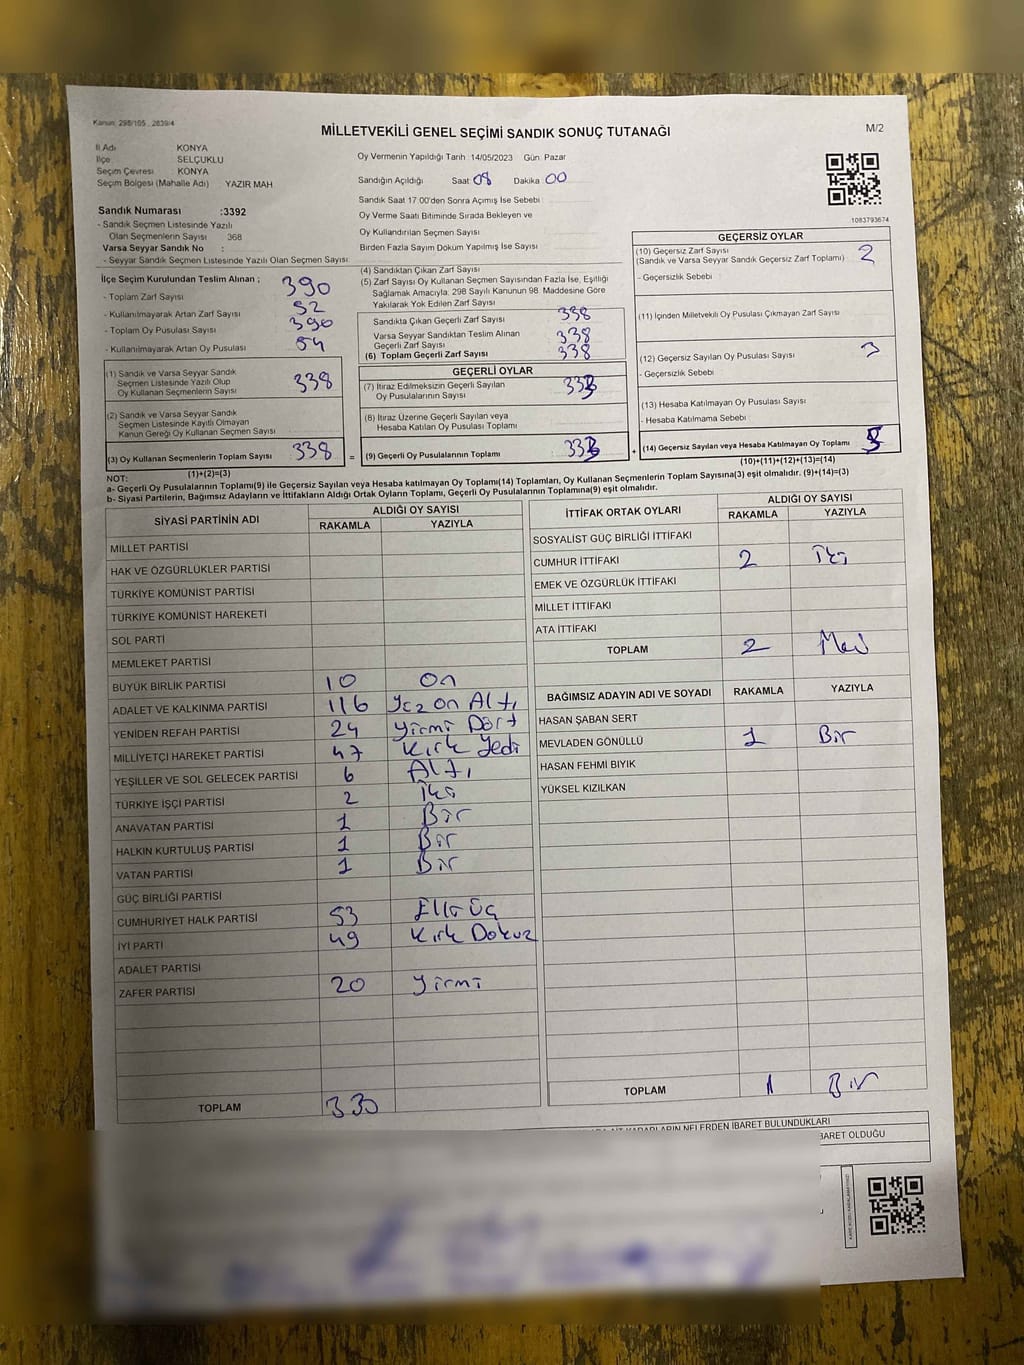 Kanun: 298/105 , 2839/4
MİLLETVEKİLİ GENEL SEÇİMİ SANDIK SONUÇ TUTANAĞI
M/2
İl Adı KONYA
İlçe SELÇUKLU
Seçim Çevresi KONYA
Seçim Bölgesi (Mahalle Adı) YAZIR MAH
Oy Vermenin Yapıldığı Tarih 14/05/2023 Gün: Pazar
Sandığın Açıldığı Saat 08 Dakika 00
Sandık Saat 17:00'den Sonra Açılmış İse Sebebi
Oy Verme Saati Bitiminde Sırada Bekleyen ve
Oy Kullandırılan Seçmen Sayısı
Birden Fazla Sayım Döküm Yapılmış İse Sayısı
1083793674
Sandık Numarası :3392
- Sandık Seçmen Listesinde Yazılı
Olan Seçmenlerin Sayısı 368
Varsa Seyyar Sandık No :
- Seyyar Sandık Seçmen Listesinde Yazılı Olan Seçmen Sayısı
İlçe Seçim Kurulundan Teslim Alınan ;
- Toplam Zarf Sayısı 390
- Kullanılmayarak Artan Zarf Sayısı 52
- Toplam Oy Pusulası Sayısı 390
- Kullanılmayarak Artan Oy Pusulası 54
(1) Sandık ve Varsa Seyyar Sandık
Seçmen Listesinde Yazılı Olup
Oy Kullanan Seçmenlerin Sayısı 338
(2) Sandık ve Varsa Seyyar Sandık
Seçmen Listesinde Kayıtlı Olmayan
Kanun Gereği Oy Kullanan Seçmen Sayısı
(3) Oy Kullanan Seçmenlerin Toplam Sayısı 338
(1)+(2)=(3)
(4) Sandıktan Çıkan Zarf Sayısı
(5) Zarf Sayısı Oy Kullanan Seçmen Sayısından Fazla İse, Eşitliği
Sağlamak Amacıyla, 298 Sayılı Kanunun 98. Maddesine Göre
Yakılarak Yok Edilen Zarf Sayısı
Sandıkta Çıkan Geçerli Zarf Sayısı 338
Varsa Seyyar Sandıktan Teslim Alınan
Geçerli Zarf Sayısı 338
(6) Toplam Geçerli Zarf Sayısı 338
GEÇERLİ OYLAR
(7) İtiraz Edilmeksizin Geçerli Sayılan
Oy Pusulalarının Sayısı 333
(8) İtiraz Üzerine Geçerli Sayılan veya
Hesaba Katılan Oy Pusulası Toplamı
= (9) Geçerli Oy Pusulalarının Toplamı 333 +
GEÇERSİZ OYLAR
(10) Geçersiz Zarf Sayısı 2
(Sandık ve Varsa Seyyar Sandık Geçersiz Zarf Toplamı)
- Geçersizlik Sebebi
(11) İçinden Milletvekili Oy Pusulası Çıkmayan Zarf Sayısı
(12) Geçersiz Sayılan Oy Pusulası Sayısı 3
- Geçersizlik Sebebi
(13) Hesaba Katılmayan Oy Pusulası Sayısı
- Hesaba Katılmama Sebebi
(14) Geçersiz Sayılan veya Hesaba Katılmayan Oy Toplamı 5
(10)+(11)+(12)+(13)=(14)
NOT:
a- Geçerli Oy Pusulalarının Toplamı(9) ile Geçersiz Sayılan veya Hesaba katılmayan Oy Toplamı(14) Toplamları, Oy Kullanan Seçmenlerin Toplam Sayısına(3) eşit olmalıdır. (9)+(14)=(3)
b- Siyasi Partilerin, Bağımsız Adayların ve İttifakların Aldığı Ortak Oyların Toplamı, Geçerli Oy Pusulalarının Toplamına(9) eşit olmalıdır.
SİYASİ PARTİNİN ADI ALDIĞI OY SAYISI
RAKAMLA YAZIYLA
MİLLET PARTİSİ
HAK VE ÖZGÜRLÜKLER PARTİSİ
TÜRKİYE KOMÜNİST PARTİSİ
TÜRKİYE KOMÜNİST HAREKETİ
SOL PARTİ
MEMLEKET PARTİSİ
BÜYÜK BİRLİK PARTİSİ 10 On
ADALET VE KALKINMA PARTİSİ 116 Yüz on Altı
YENİDEN REFAH PARTİSİ 24 Yirmi Dört
MİLLİYETÇİ HAREKET PARTİSİ 47 Kırk Yedi
YEŞİLLER VE SOL GELECEK PARTİSİ 6 Altı
TÜRKİYE İŞÇİ PARTİSİ 2 İki
ANAVATAN PARTİSİ 1 Bir
HALKIN KURTULUŞ PARTİSİ 1 Bir
VATAN PARTİSİ 1 Bir
GÜÇ BİRLİĞİ PARTİSİ
CUMHURİYET HALK PARTİSİ 53 Elli Üç
İYİ PARTİ 49 Kırk Dokuz
ADALET PARTİSİ
ZAFER PARTİSİ 20 Yirmi
TOPLAM 330
İTTİFAK ORTAK OYLARI ALDIĞI OY SAYISI
RAKAMLA YAZIYLA
SOSYALİST GÜÇ BİRLİĞİ İTTİFAKI
CUMHUR İTTİFAKI 2 İki
EMEK VE ÖZGÜRLÜK İTTİFAKI
MİLLET İTTİFAKI
ATA İTTİFAKI
TOPLAM 2
BAĞIMSIZ ADAYIN ADI VE SOYADI RAKAMLA YAZIYLA
HASAN ŞABAN SERT
MEVLADEN GÖNÜLLÜ 1 Bir
HASAN FEHMİ BIYIK
YÜKSEL KIZILKAN
TOPLAM 1 Bir
KARARLARIN NELERDEN İBARET BULUNDUKLARI
BARET OLDUĞU